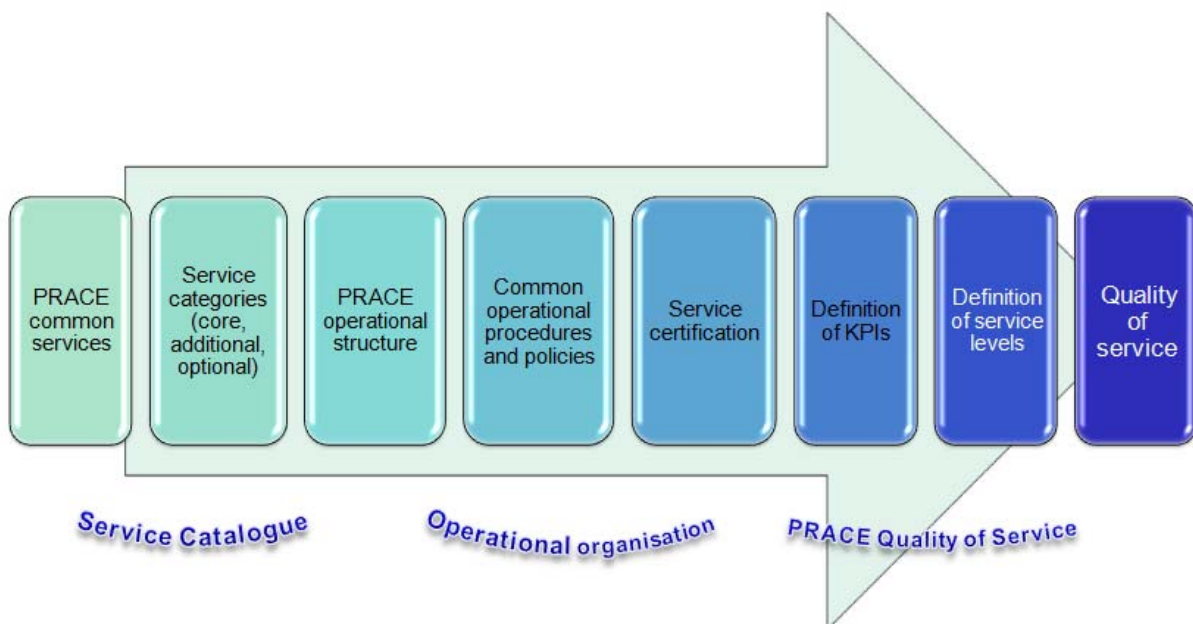 PRACE
common
services
Service
categories
(core,
additional,
optional)
PRACE
operational
structure
Common
operational
procedures
and policies
Service
certification
Definition
of KPIs
Definition
of service
levels
Quality
of
service
Service Catalogue
Operational organisation
PRACE Quality of Service